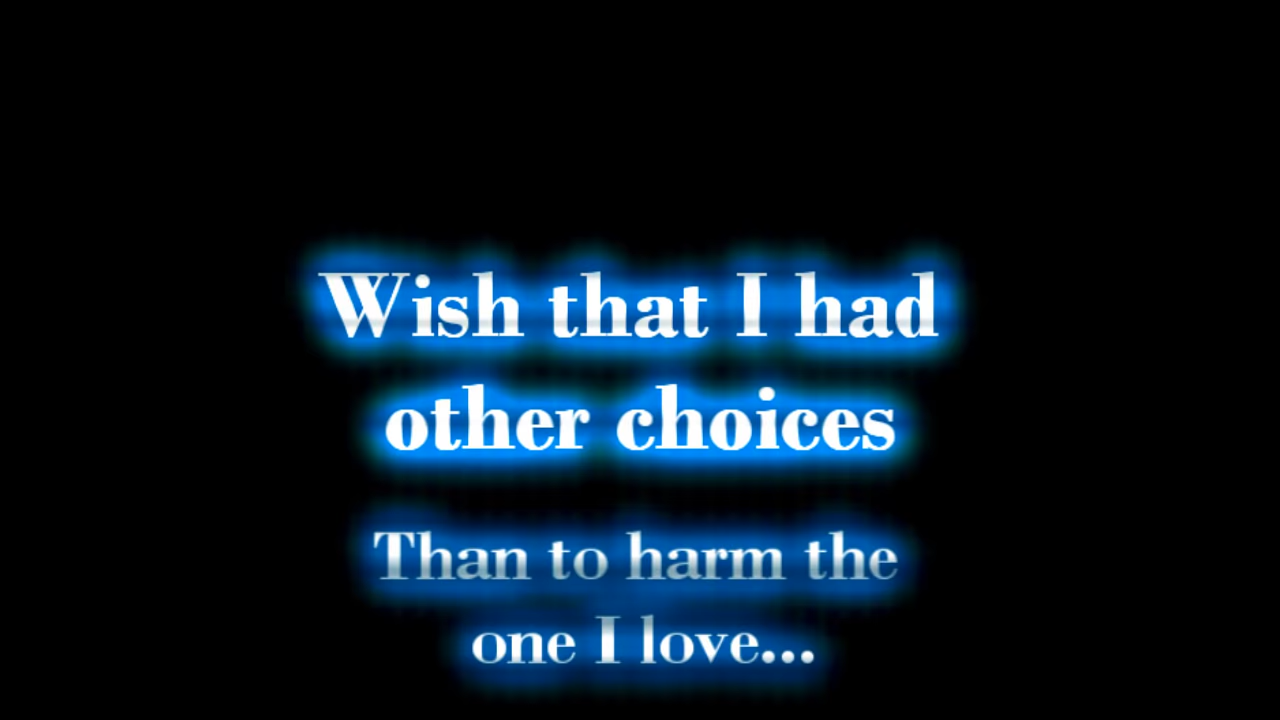 Wish that I had
other choices
Than to harm the
one I love...